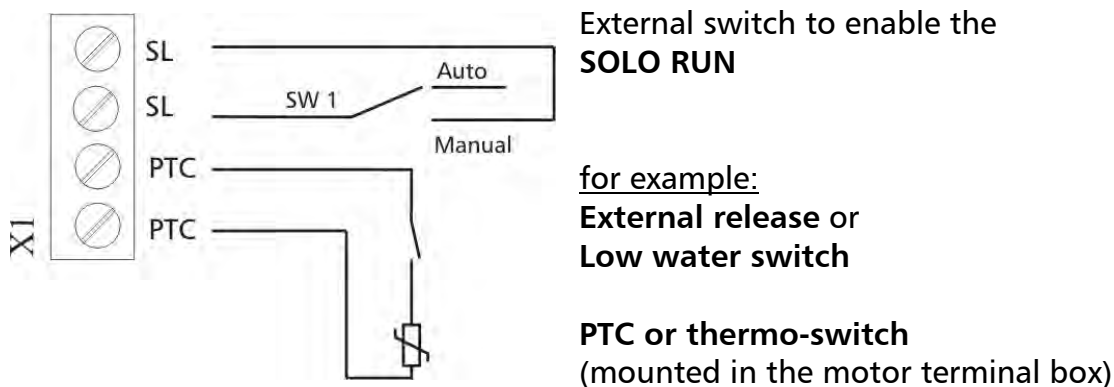 External switch to enable the
SOLO RUN
SL
Auto
SW 1
SL
Manual
PTC
PTC
X1
for example:
External release or
Low water switch
PTC or thermo-switch
(mounted in the motor terminal box)